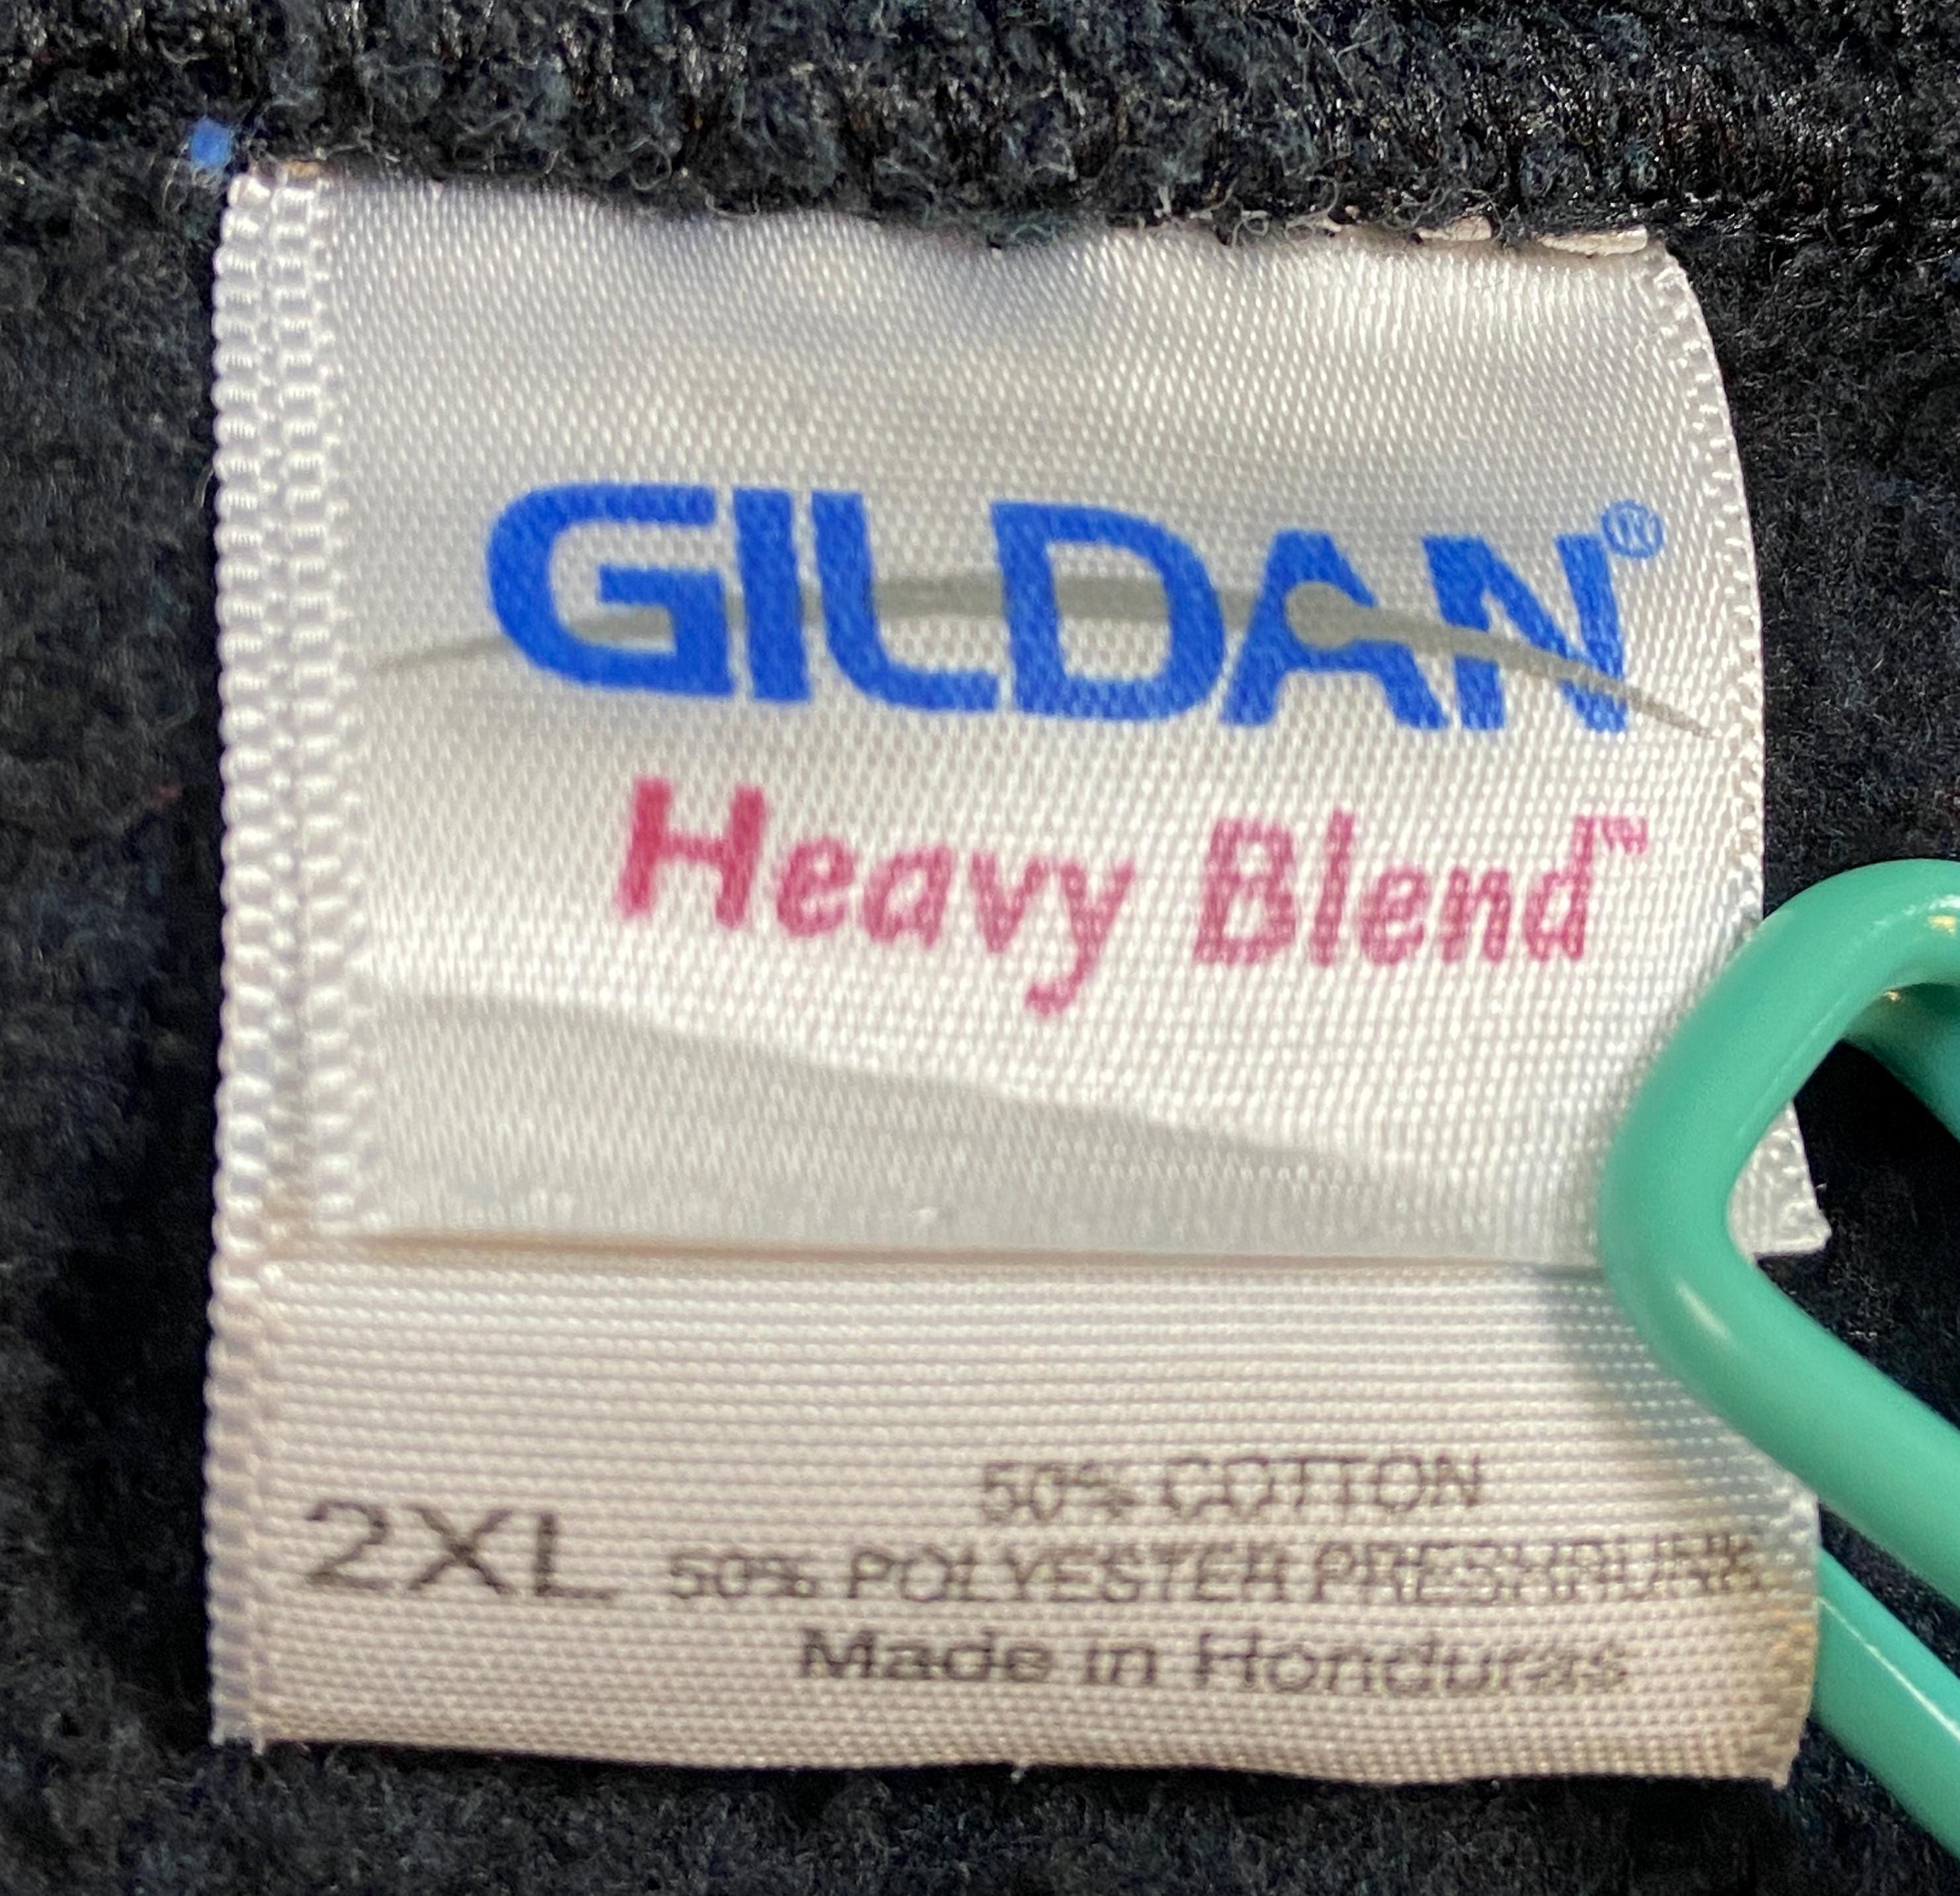 GILDAN®
Heavy Blend™
50% COTTON
2XL 50% POLYESTER PRESHRUNK
Made in Honduras